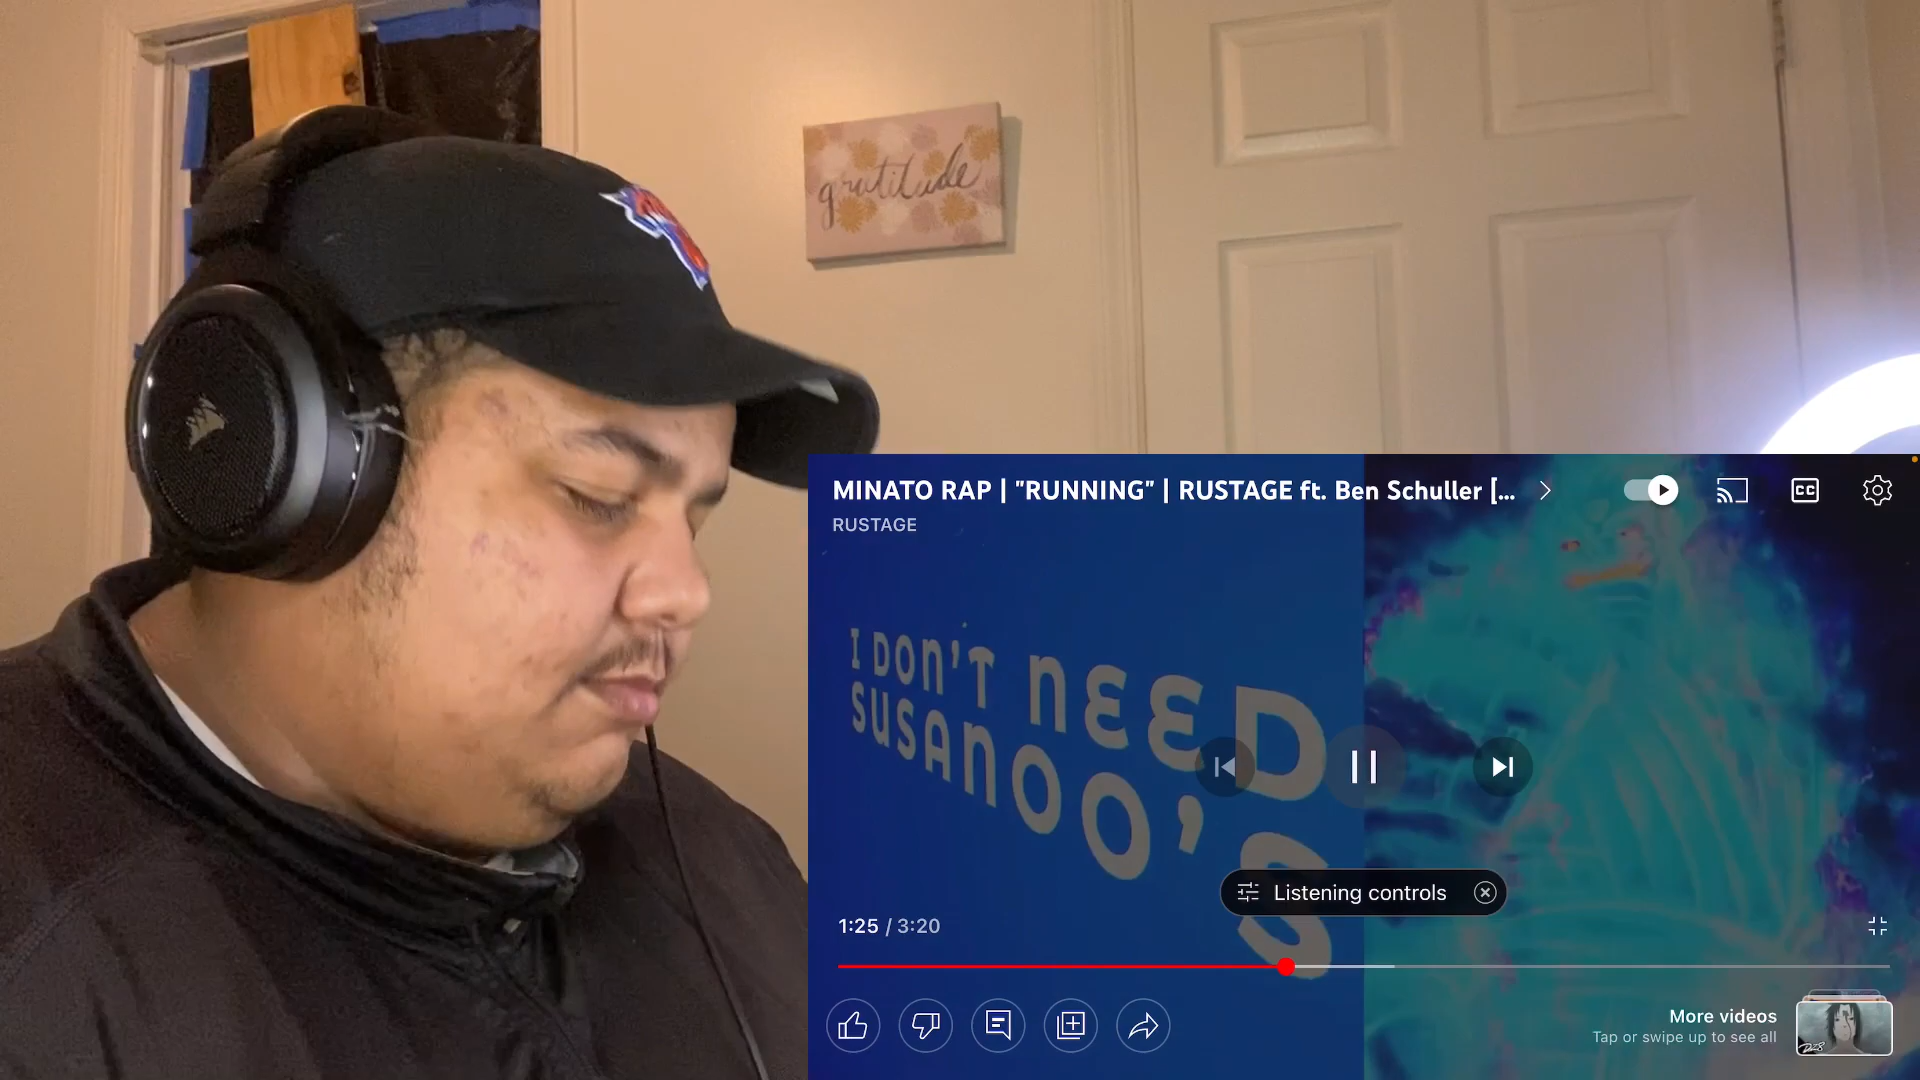 gratitude
MINATO RAP | "RUNNING" | RUSTAGE ft. Ben Schuller [...
RUSTAGE
I DON'T NEED
SUSANOO'S
Listening controls
1:25 / 3:20
More videos
Tap or swipe up to see all